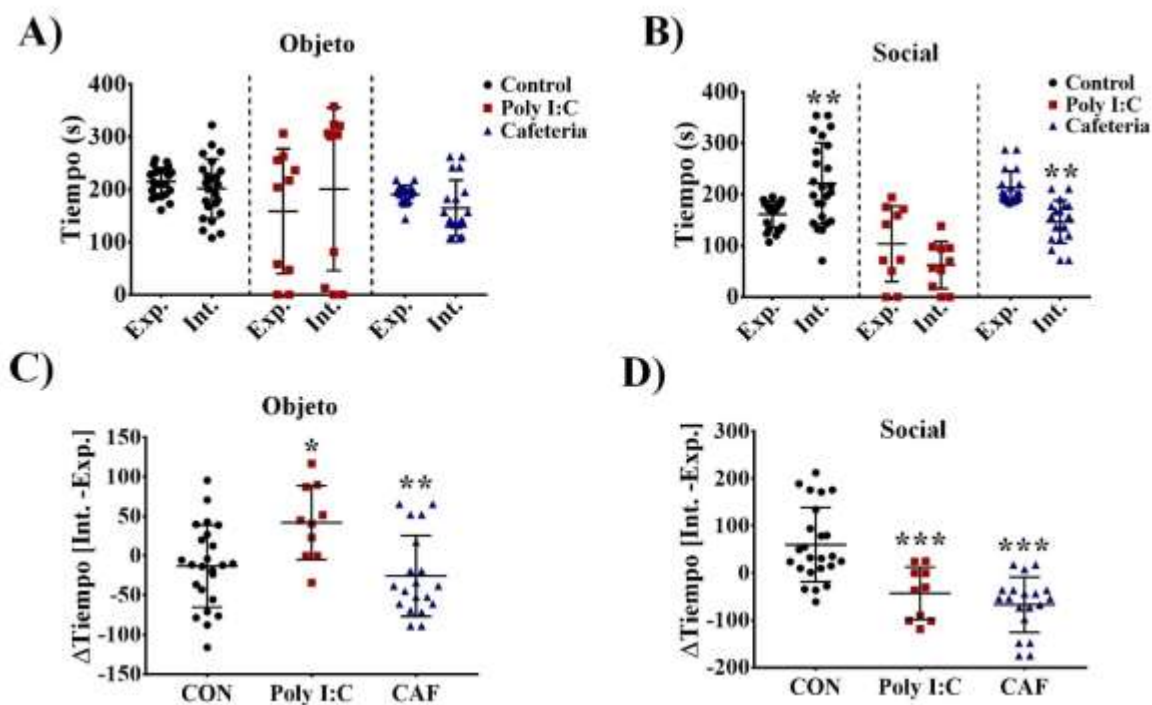 A)
Objeto
Control
Poly I:C
Cafeteria
Tiempo (s)
400
300
200
100
0
Exp. Int. Exp. Int. Exp. Int.
B)
Social
Control
Poly I:C
Cafeteria
Tiempo (s)
400
300
200
100
0
**
**
Exp. Int. Exp. Int. Exp. Int.
C)
Objeto
ΔTiempo [Int. -Exp.]
150
100
50
0
-50
-100
-150
*
**
CON Poly I:C CAF
D)
Social
ΔTiempo [Int. -Exp.]
300
200
100
0
-100
-200
***
***
CON Poly I:C CAF